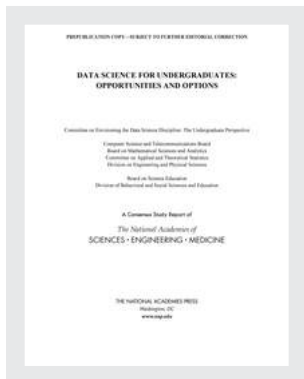 PREPUBLICATION COPY – SUBJECT TO FURTHER EDITORIAL CORRECTION
DATA SCIENCE FOR UNDERGRADUATES:
OPPORTUNITIES AND OPTIONS
Committee on Envisioning the Data Science Discipline: The Undergraduate Perspective
Computer Science and Telecommunications Board
Board on Mathematical Sciences and Analytics
Committee on Applied and Theoretical Statistics
Division on Engineering and Physical Sciences
Board on Science Education
Division of Behavioral and Social Sciences and Education
A Consensus Study Report of
The National Academies of
SCIENCES • ENGINEERING • MEDICINE
THE NATIONAL ACADEMIES PRESS
Washington, DC
www.nap.edu